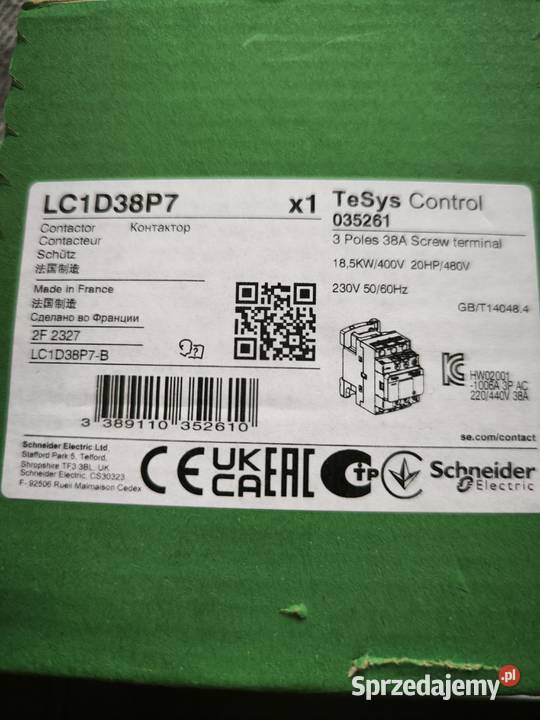 LC1D38P7
x1
TeSys Control
035261
Contactor Контактор
Contacteur
Schütz
法国制造
3 Poles 38A Screw terminal
18,5KW/400V 20HP/480V
230V 50/60Hz
GB/T14048.4
Made in France
法国制造
Сделано во Франции
2F 2327
LC1D38P7-B
HW02001
-1006A 3P AC
220/440V 38A
3 389110 352610
se.com/contact
Schneider Electric Ltd,
Stafford Park 5, Telford,
Shropshire TF3 3BL, UK
Schneider Electric, CS30323,
F- 92506 Rueil Malmaison Cedex
CE
UK
CA
EAC
Schneider
Electric
Sprzedajemy.pl